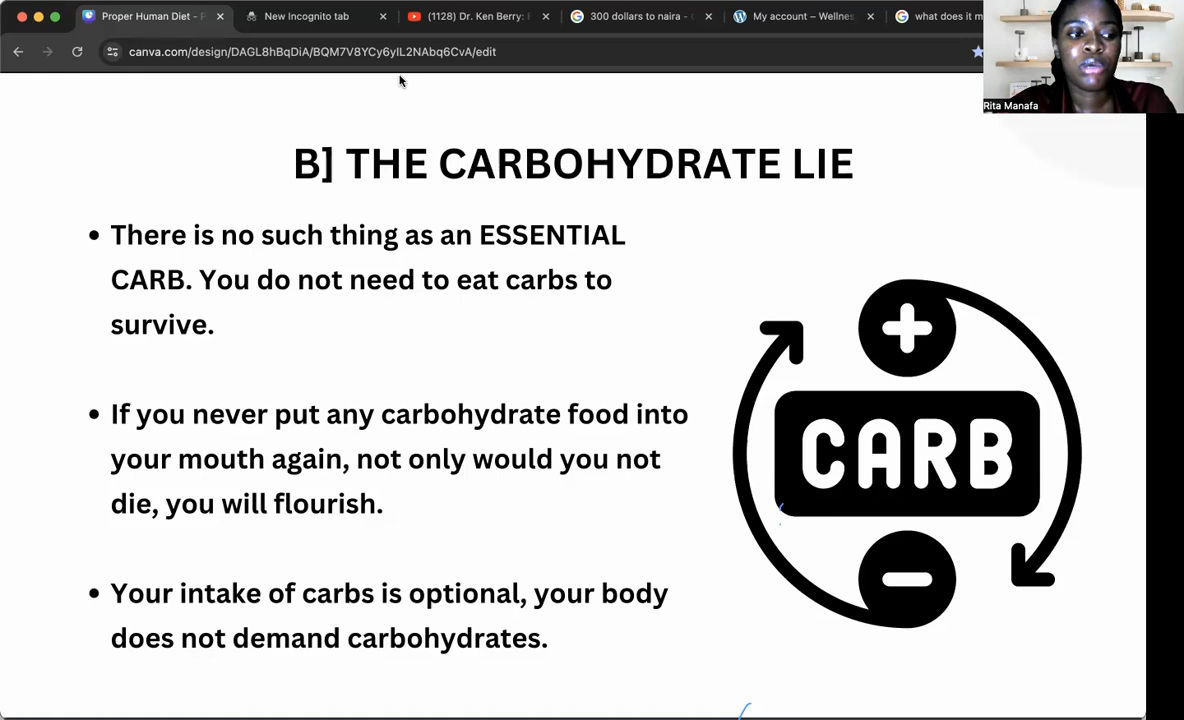 Proper Human Diet - P
New Incognito tab
(1128) Dr. Ken Berry:
300 dollars to naira -
My account – Wellnes
what does it m
canva.com/design/DAGL8hBqDiA/BQM7V8YCy6yIL2NAbq6CvA/edit
Rita Manafa
B] THE CARBOHYDRATE LIE
• There is no such thing as an ESSENTIAL
CARB. You do not need to eat carbs to
survive.
• If you never put any carbohydrate food into
your mouth again, not only would you not
die, you will flourish.
• Your intake of carbs is optional, your body
does not demand carbohydrates.
CARB